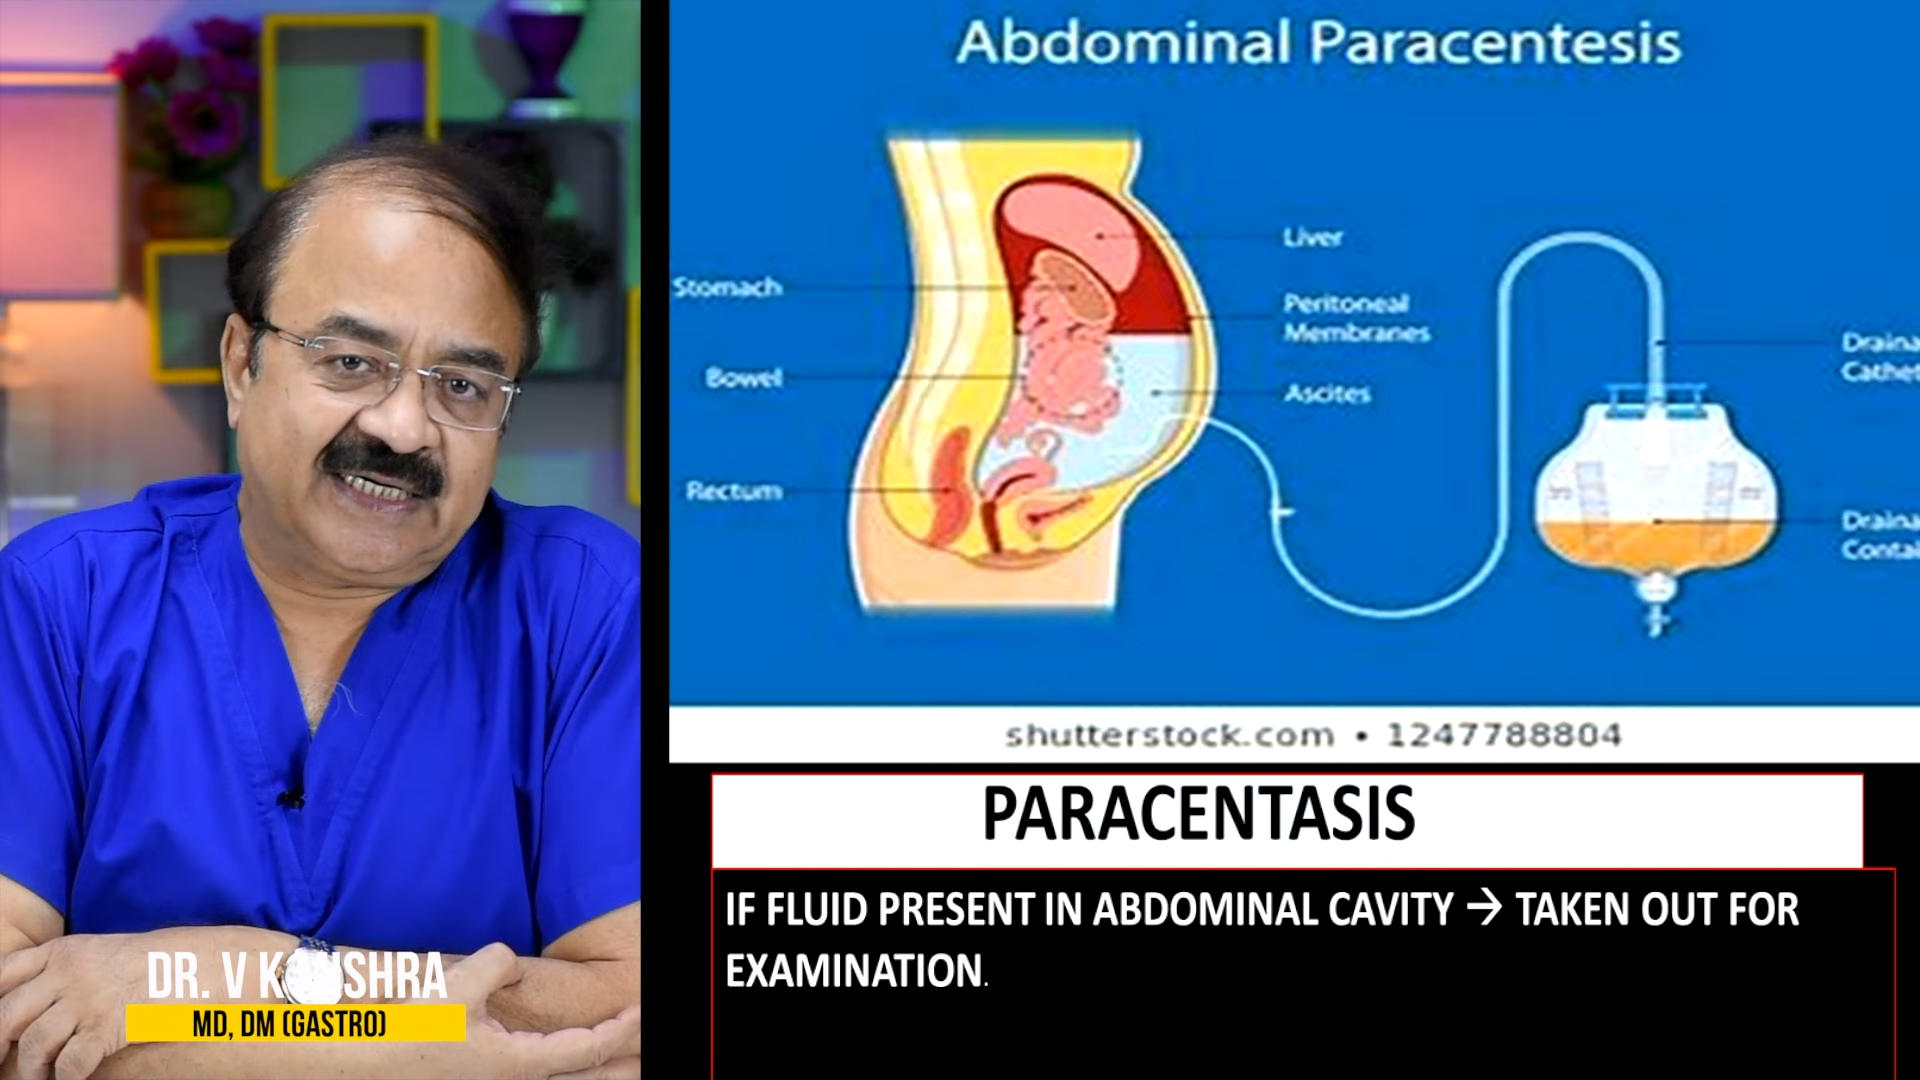 Abdominal Paracentesis
Liver
Stomach
Peritoneal
Membranes
Bowel
Ascites
Rectum
shutterstock.com • 1247788804
PARACENTASIS
IF FLUID PRESENT IN ABDOMINAL CAVITY → TAKEN OUT FOR
EXAMINATION.
DR. V
MD, DM (GASTRO)